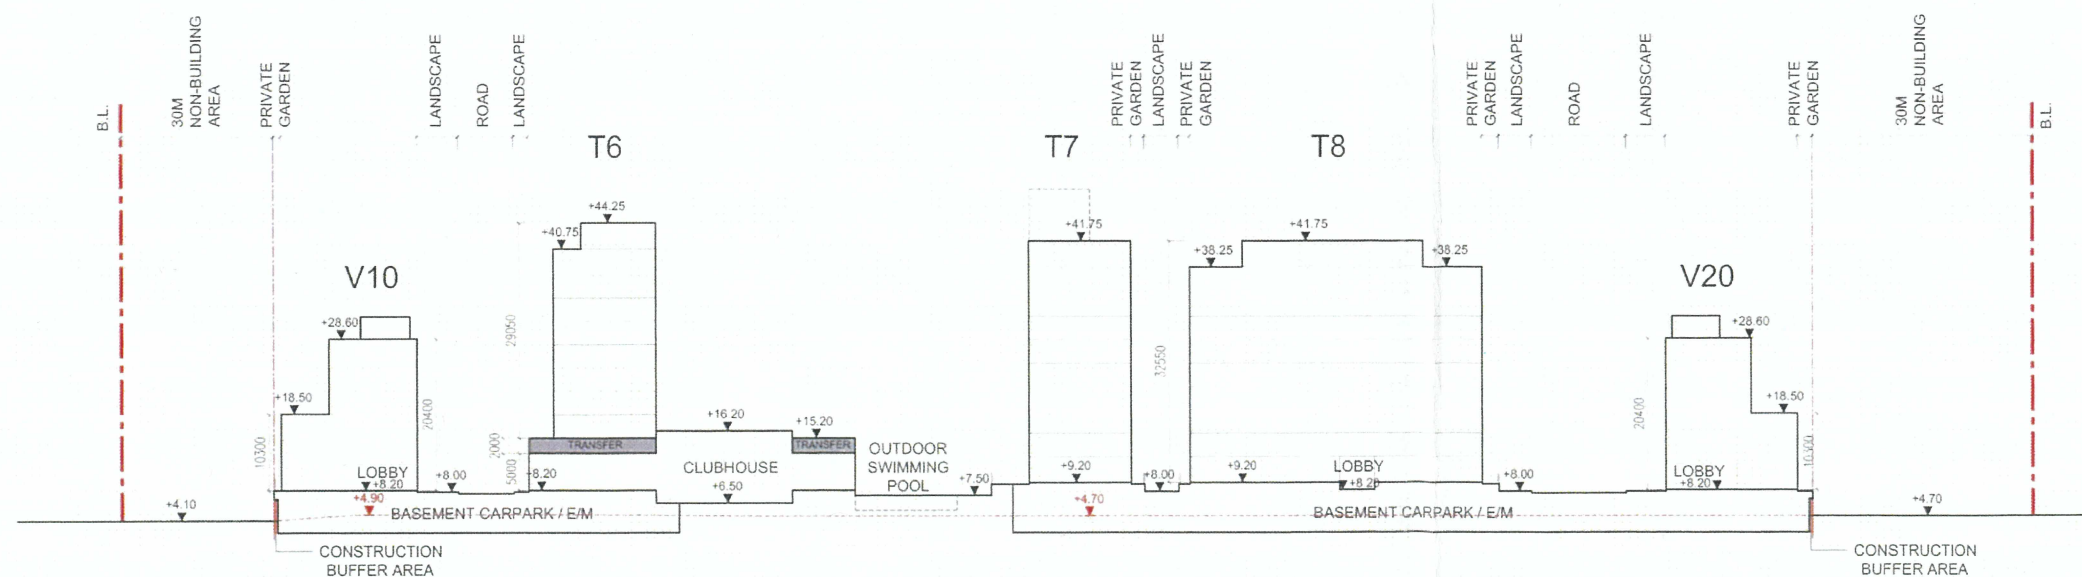 B.L.
30M
NON-BUILDING
AREA
PRIVATE
GARDEN
LANDSCAPE
ROAD
LANDSCAPE
PRIVATE
GARDEN
LANDSCAPE
PRIVATE
GARDEN
PRIVATE
GARDEN
LANDSCAPE
ROAD
LANDSCAPE
PRIVATE
GARDEN
30M
NON-BUILDING
AREA
B.L.
T6
T7
T8
V10
V20
+44.25
+40.75
+41.75
+41.75
+38.25
+38.25
+28.60
+28.60
+18.50
+18.50
29050
32550
20400
20400
10300
10300
2000
5000
+16.20
+15.20
TRANSFER
TRANSFER
CLUBHOUSE
OUTDOOR
SWIMMING
POOL
LOBBY
+8.20
+8.00
+8.20
+6.50
+7.50
+9.20
+8.00
+9.20
LOBBY
+8.20
+8.00
LOBBY
+8.20
+4.10
+4.90
BASEMENT CARPARK / E/M
+4.70
BASEMENT CARPARK / E/M
+4.70
CONSTRUCTION
BUFFER AREA
CONSTRUCTION
BUFFER AREA